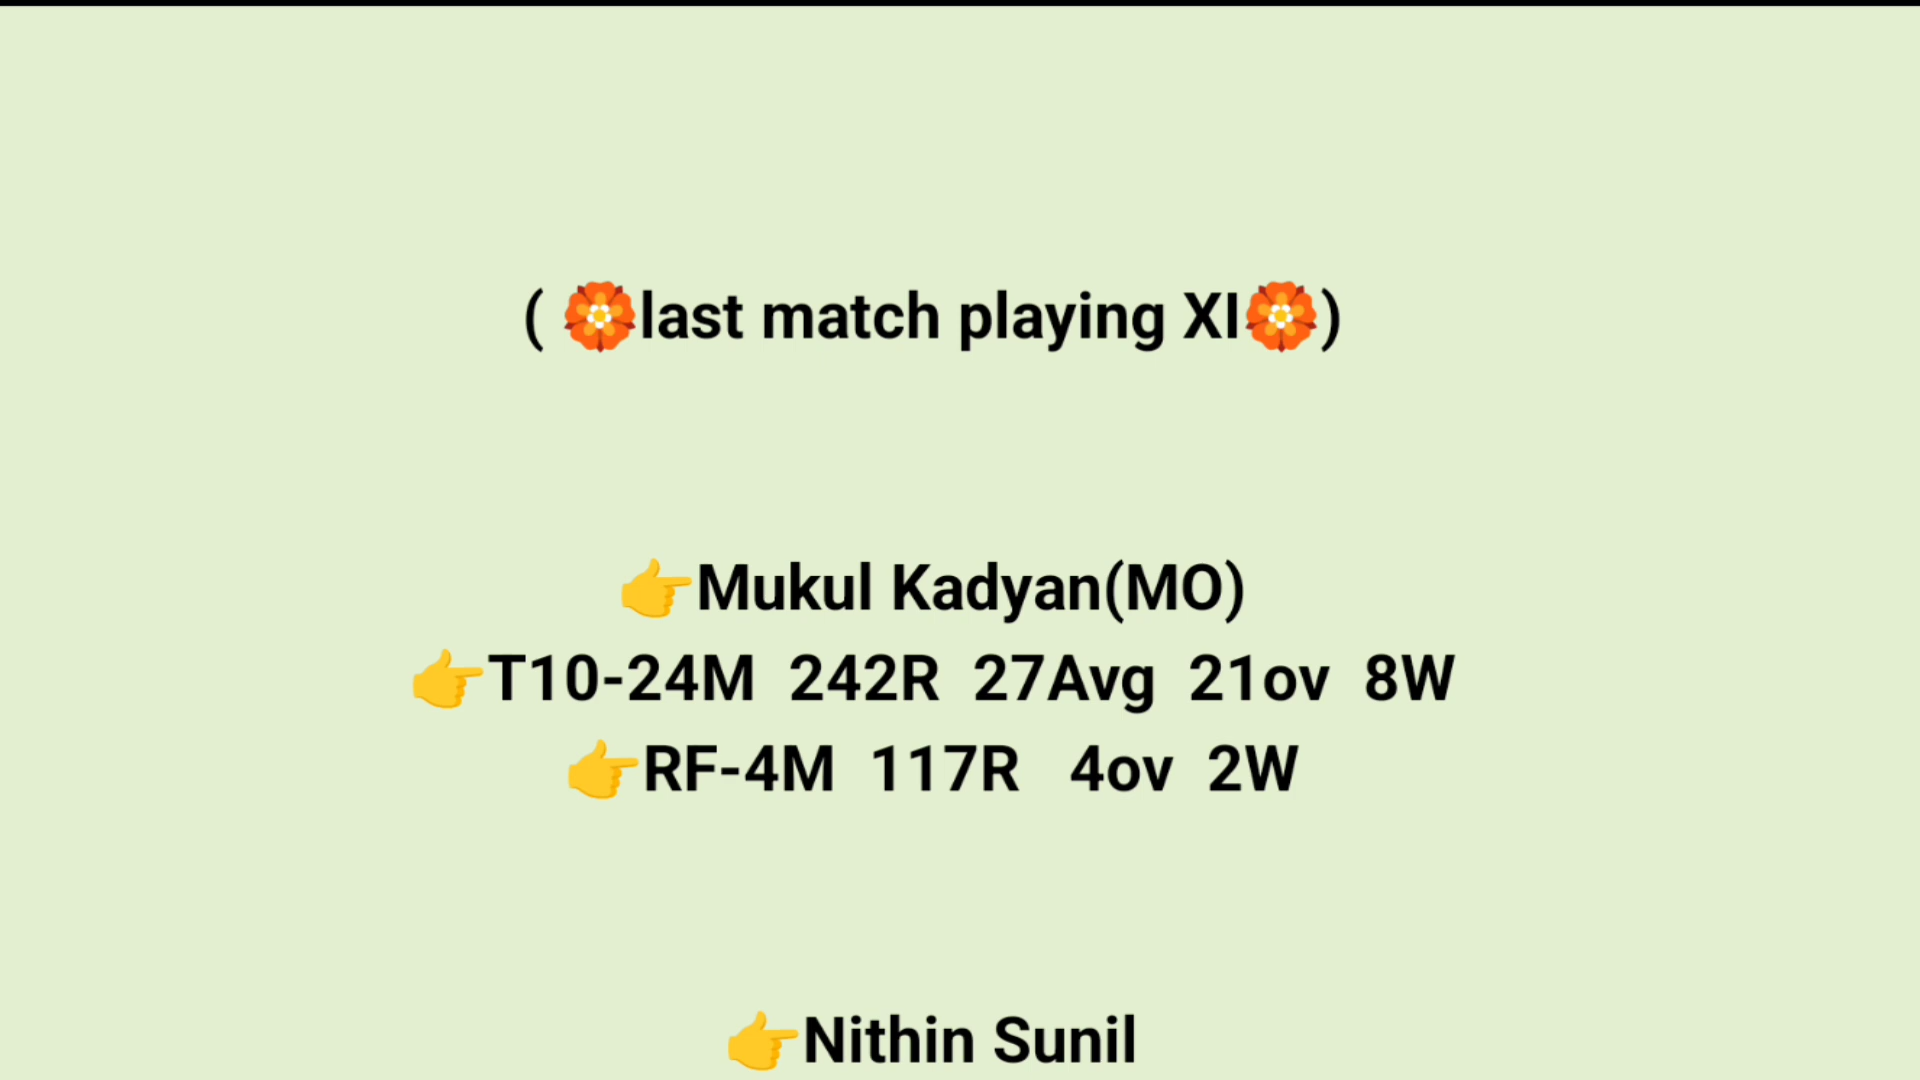 ( 🏵️last match playing XI🏵️)
👉Mukul Kadyan(MO)
👉T10-24M 242R 27Avg 21ov 8W
👉RF-4M 117R 4ov 2W
👉Nithin Sunil